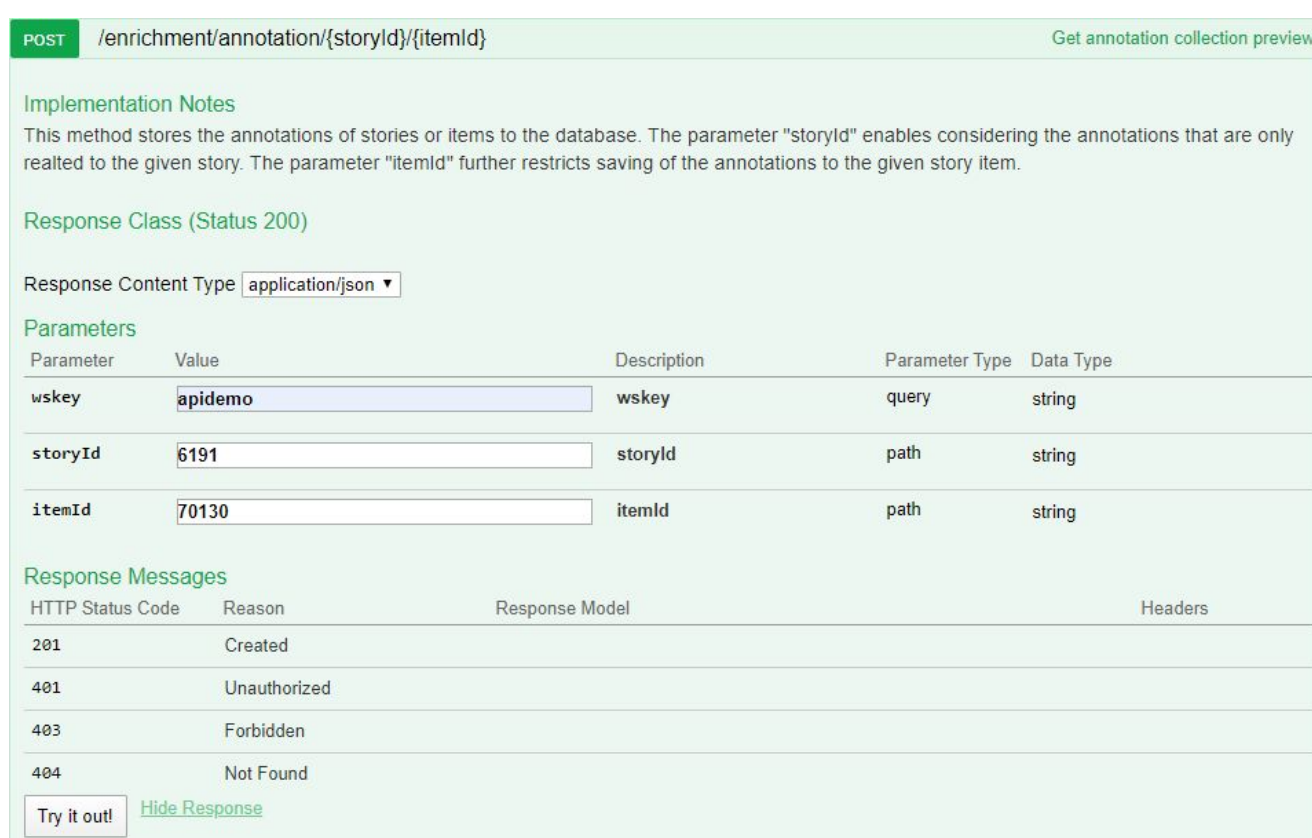 POST /enrichment/annotation/{storyId}/{itemId} Get annotation collection preview
Implementation Notes
This method stores the annotations of stories or items to the database. The parameter "storyId" enables considering the annotations that are only
realted to the given story. The parameter "itemId" further restricts saving of the annotations to the given story item.
Response Class (Status 200)
Response Content Type application/json
Parameters
Parameter Value Description Parameter Type Data Type
wskey apidemo wskey query string
storyId 6191 storyId path string
itemId 70130 itemId path string
Response Messages
HTTP Status Code Reason Response Model Headers
201 Created
401 Unauthorized
403 Forbidden
404 Not Found
Try it out! Hide Response